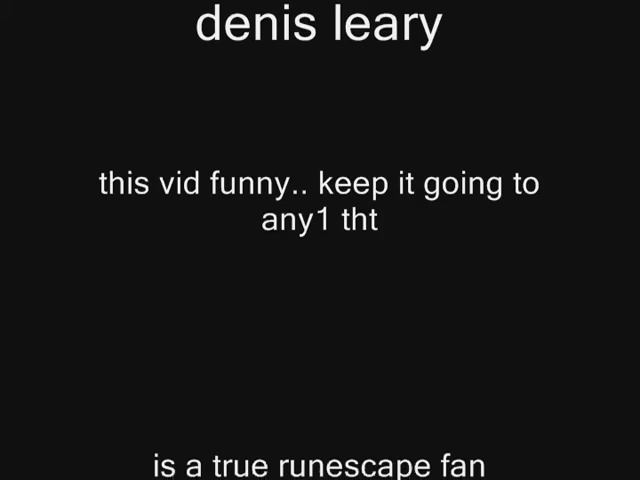 denis leary
this vid funny.. keep it going to
any1 tht
is a true runescape fan